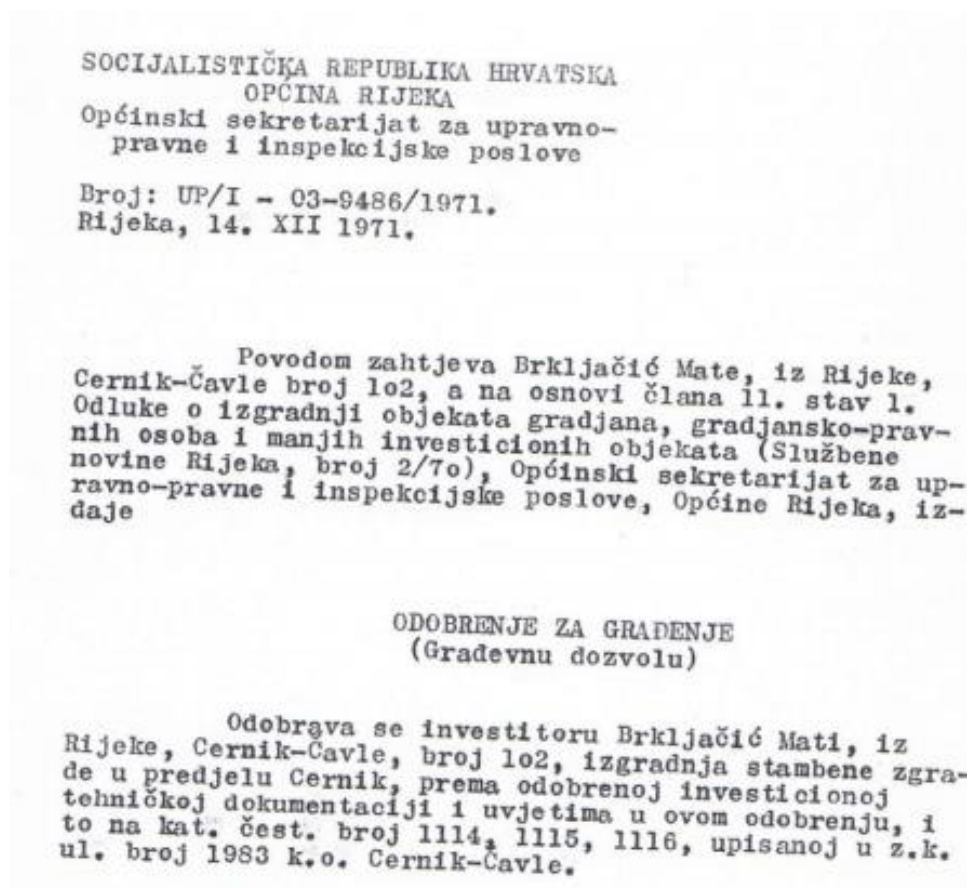 SOCIJALISTIČKA REPUBLIKA HRVATSKA
OPĆINA RIJEKA
Općinski sekretarijat za upravno-
pravne i inspekcijske poslove
Broj: UP/I - 03-9486/1971.
Rijeka, 14. XII 1971.
Povodom zahtjeva Brkljačić Mate, iz Rijeke,
Cernik-Čavle broj lo2, a na osnovi člana 11. stav 1.
Odluke o izgradnji objekata gradjana, gradjansko-prav-
nih osoba i manjih investicionih objekata (Službene
novine Rijeka, broj 2/7o), Općinski sekretarijat za up-
ravno-pravne i inspekcijske poslove, Općine Rijeka, iz-
daje
ODOBRENJE ZA GRAĐENJE
(Građevnu dozvolu)
Odobrava se investitoru Brkljačić Mati, iz
Rijeke, Cernik-Čavle, broj lo2, izgradnja stambene zgra-
de u predjelu Cernik, prema odobrenoj investicionoj
tehničkoj dokumentaciji i uvjetima u ovom odobrenju, i
to na kat. čest. broj 1114, 1115, 1116, upisanoj u z.k.
ul. broj 1983 k.o. Cernik-Čavle.